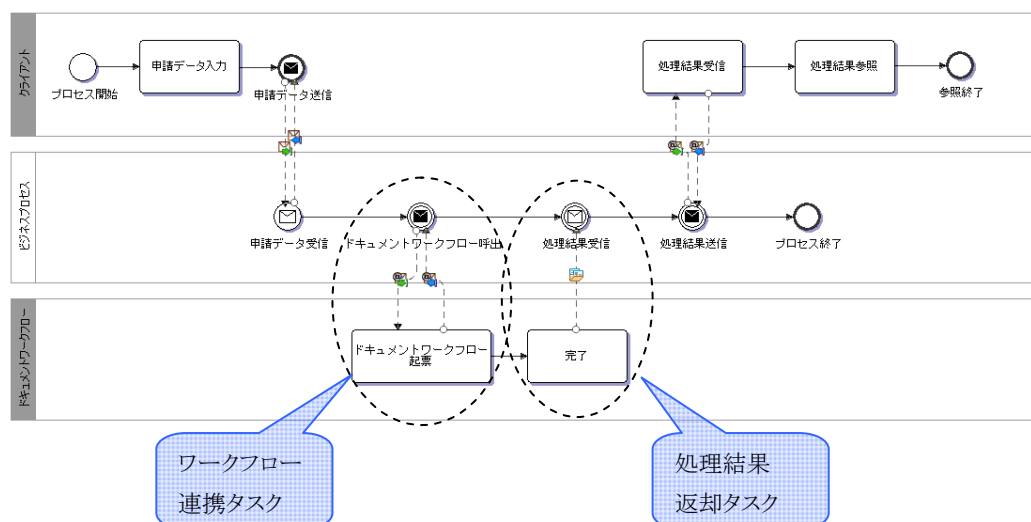 クライアント
プロセス開始
申請データ入力
申請データ送信
処理結果受信
処理結果参照
参照終了
ビジネスプロセス
申請データ受信
ドキュメントワークフロー呼出
処理結果受信
処理結果送信
プロセス終了
ドキュメントワークフロー
ドキュメントワークフロー
起票
完了
ワークフロー
連携タスク
処理結果
返却タスク